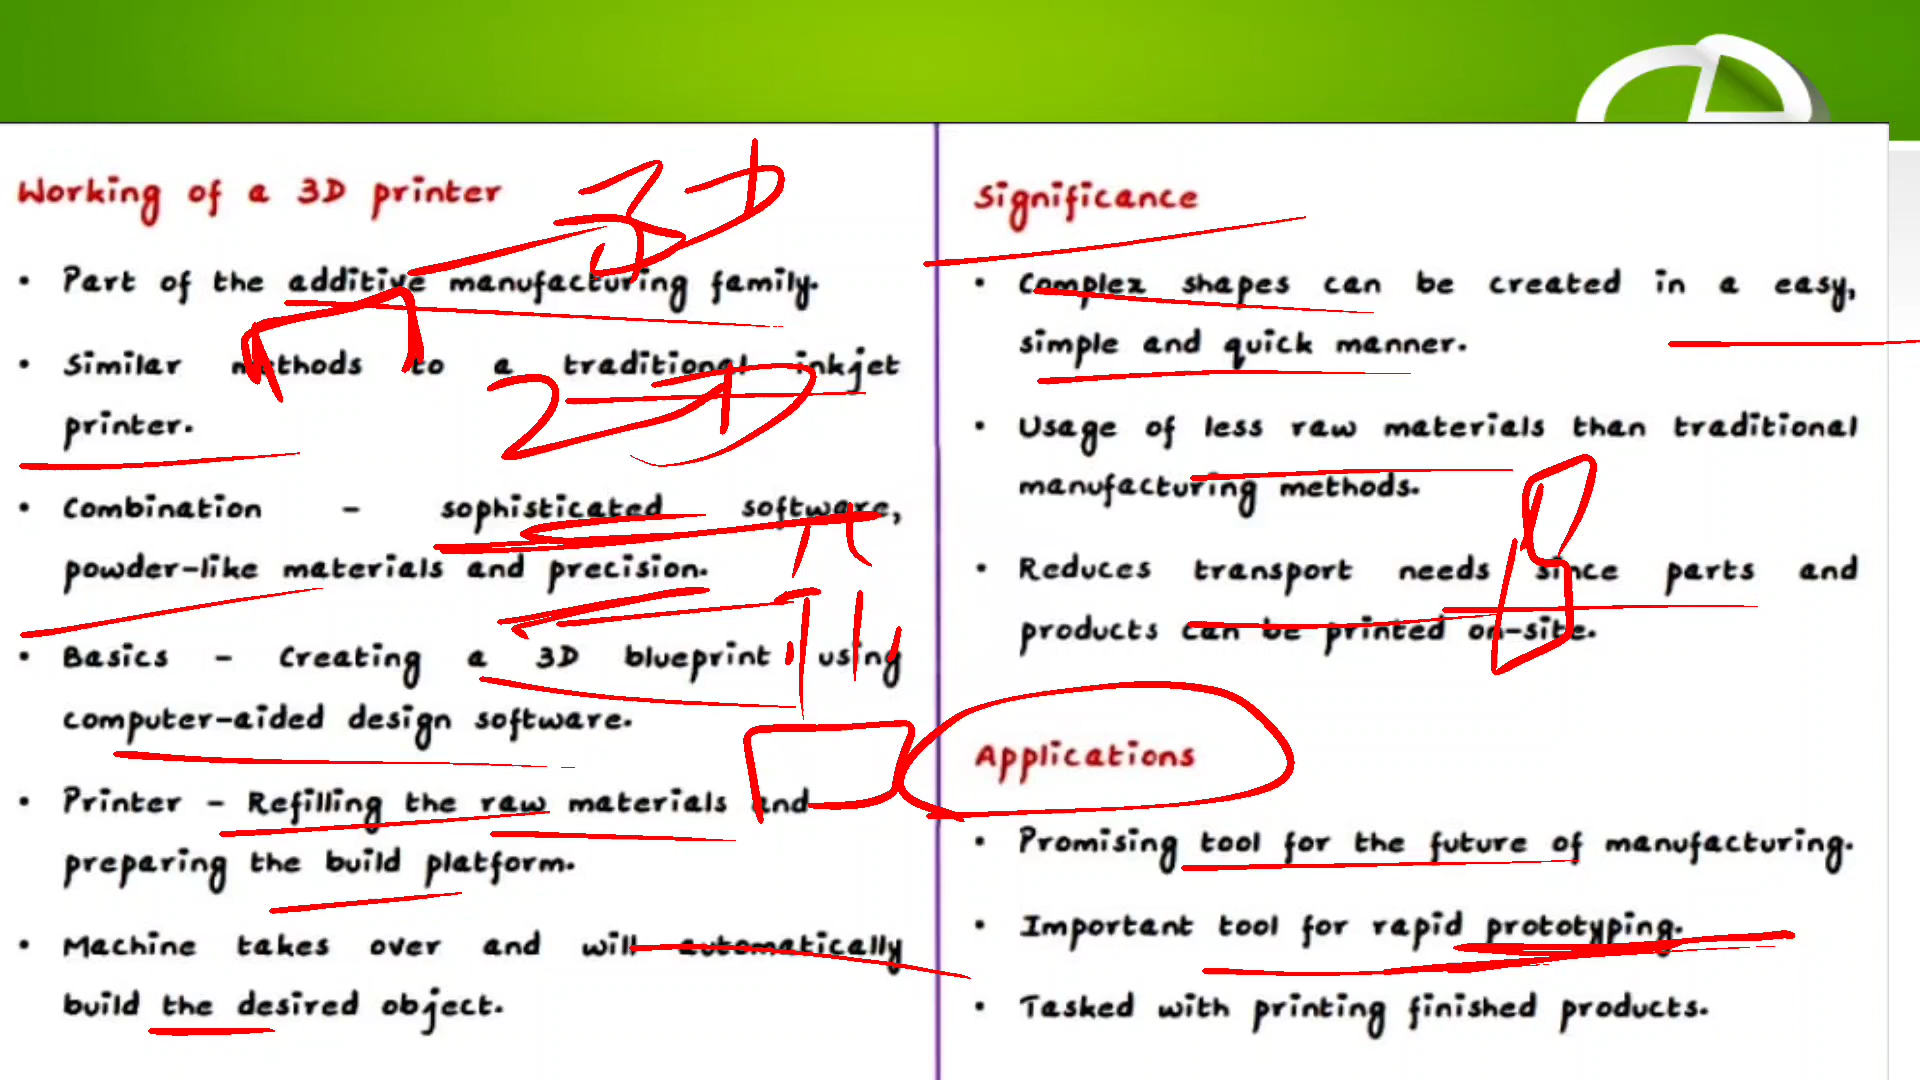 Working of a 3D printer
3D
• Part of the additive manufacturing family.
• Similar methods to a traditional inkjet
printer.
2D
• Combination - sophisticated software,
powder-like materials and precision.
• Basics - Creating a 3D blueprint using
computer-aided design software.
• Printer - Refilling the raw materials and
preparing the build platform.
• Machine takes over and will automatically
build the desired object.
Significance
• Complex shapes can be created in a easy,
simple and quick manner.
• Usage of less raw materials than traditional
manufacturing methods.
• Reduces transport needs since parts and
products can be printed on-site.
Applications
• Promising tool for the future of manufacturing.
• Important tool for rapid prototyping.
• Tasked with printing finished products.